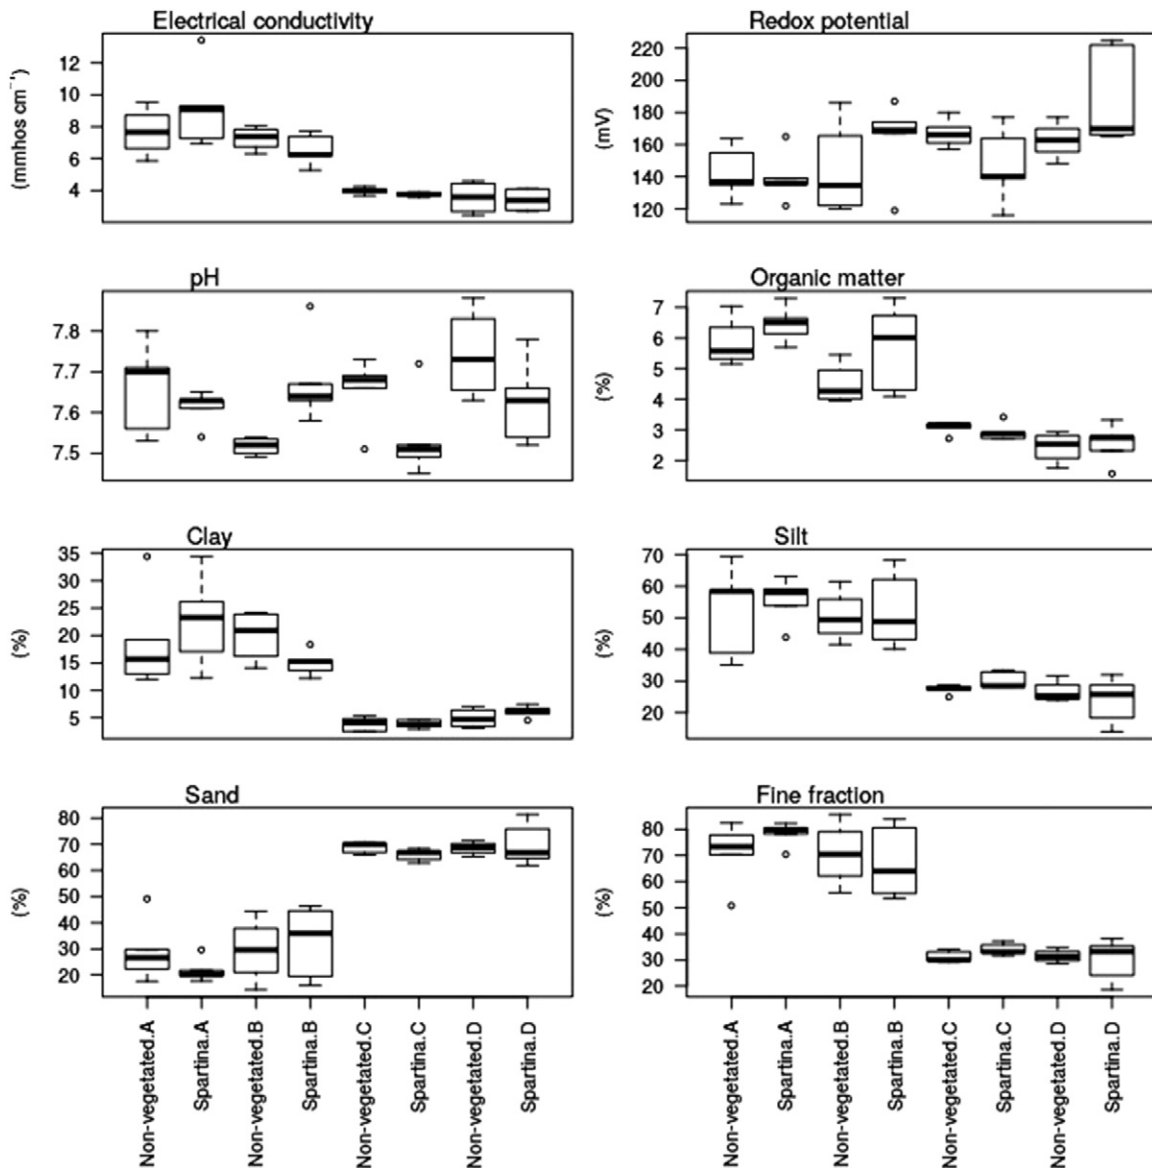 Electrical conductivity
(mmhos cm⁻¹)
12
10
8
6
4
Redox potential
(mV)
220
200
180
160
140
120
pH
7.8
7.7
7.6
7.5
Organic matter
(%)
7
6
5
4
3
2
Clay
(%)
35
30
25
20
15
10
5
Silt
(%)
70
60
50
40
30
20
Sand
(%)
80
70
60
50
40
30
20
Fine fraction
(%)
80
70
60
50
40
30
20
Non-vegetated.A
Spartina.A
Non-vegetated.B
Spartina.B
Non-vegetated.C
Spartina.C
Non-vegetated.D
Spartina.D
Non-vegetated.A
Spartina.A
Non-vegetated.B
Spartina.B
Non-vegetated.C
Spartina.C
Non-vegetated.D
Spartina.D